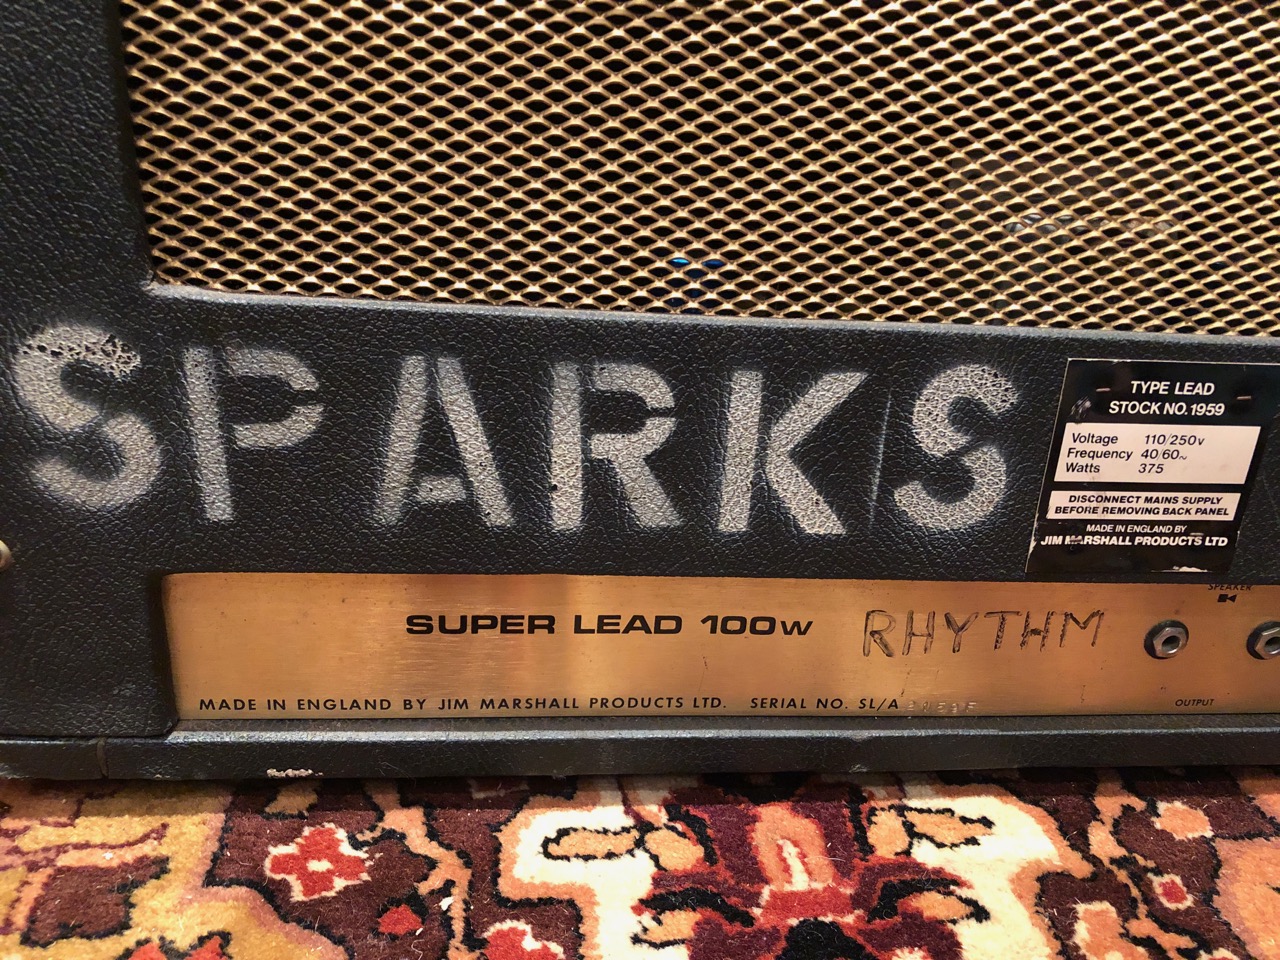 SPARKS
TYPE LEAD
STOCK NO. 1959
Voltage 110/250v
Frequency 40/60~
Watts 375
DISCONNECT MAINS SUPPLY
BEFORE REMOVING BACK PANEL
MADE IN ENGLAND BY
JIM MARSHALL PRODUCTS LTD
SPEAKER
SUPER LEAD 100W RHYTHM
MADE IN ENGLAND BY JIM MARSHALL PRODUCTS LTD. SERIAL NO. SL/A
OUTPUT